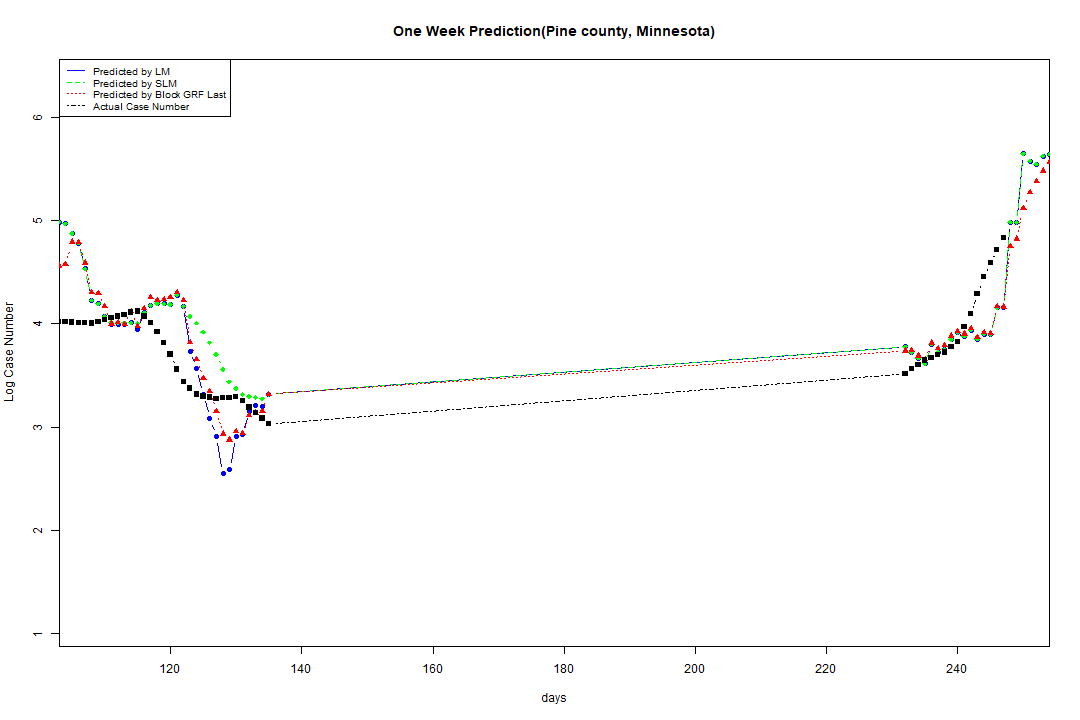 One Week Prediction(Pine county, Minnesota)
Predicted by LM
Predicted by SLM
Predicted by Block GRF Last
Actual Case Number
Log Case Number
6
5
4
3
2
1
120 140 160 180 200 220 240
days